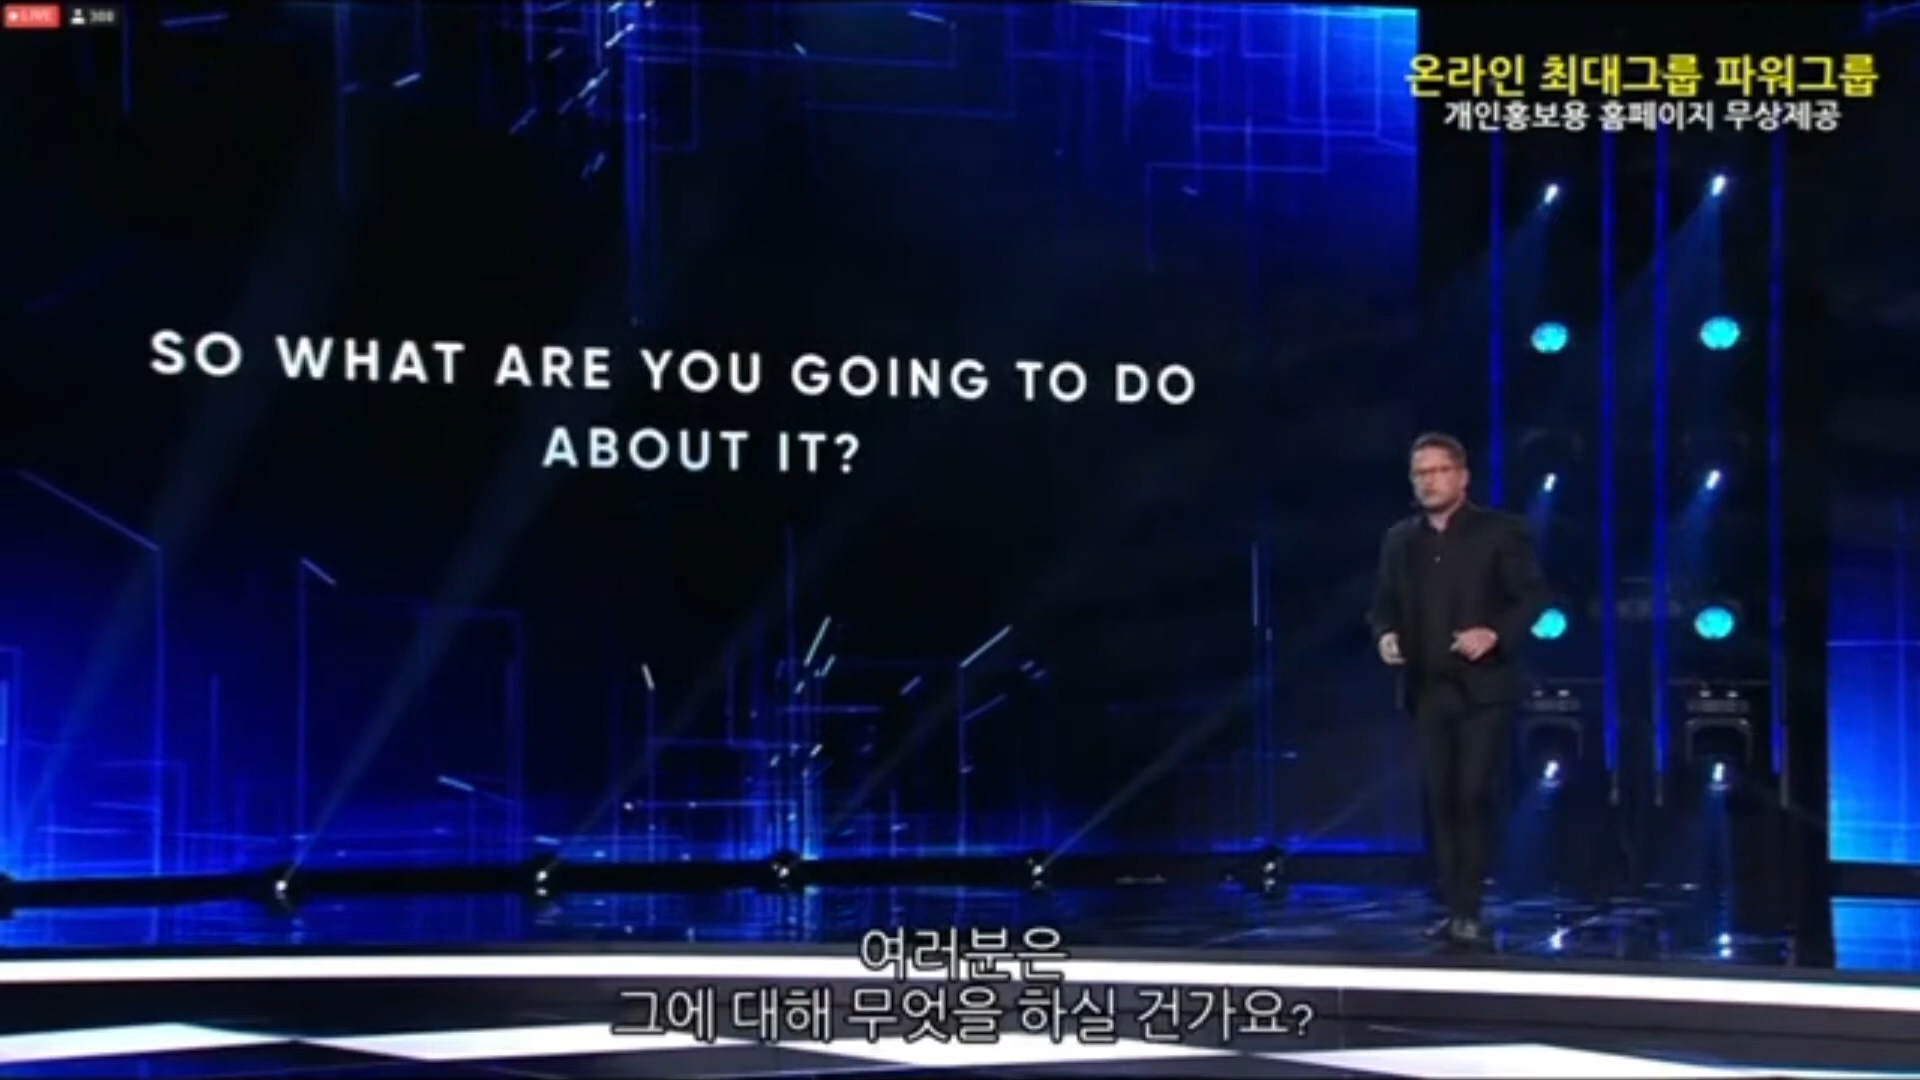 LIVE
308
온라인 최대그룹 파워그룹
개인홍보용 홈페이지 무상제공
SO WHAT ARE YOU GOING TO DO
ABOUT IT?
여러분은
그에 대해 무엇을 하실 건가요?